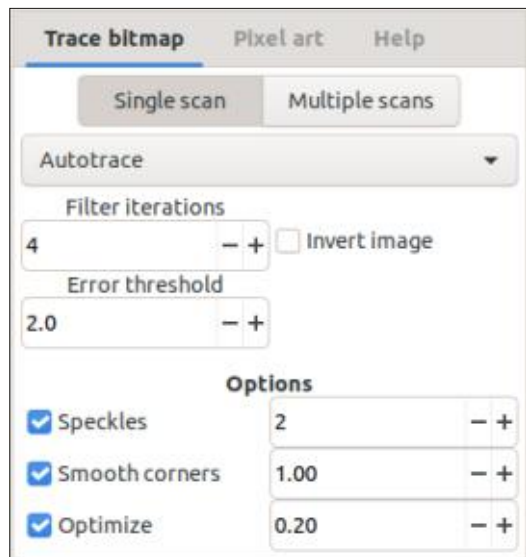 Trace bitmap Pixel art Help
Single scan Multiple scans
Autotrace
Filter iterations
4 − + Invert image
Error threshold
2.0 − +
Options
Speckles 2 − +
Smooth corners 1.00 − +
Optimize 0.20 − +